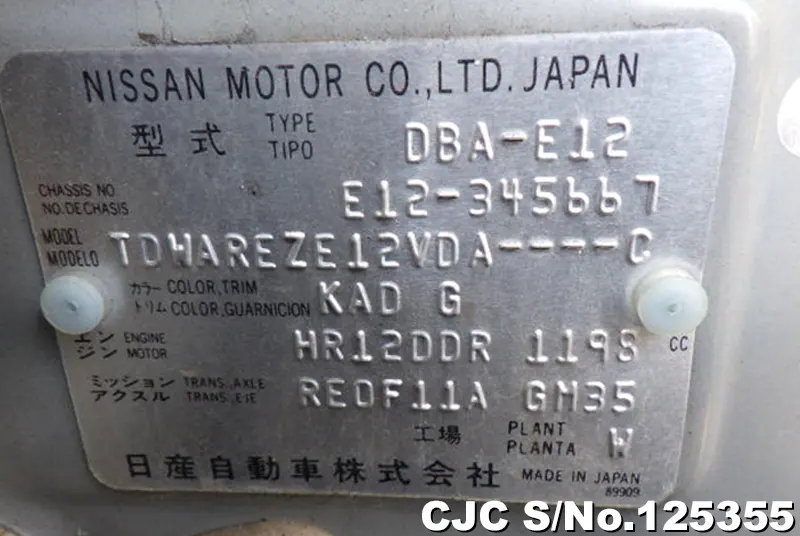 NISSAN MOTOR CO.,LTD. JAPAN
型式 TYPE TIPO DBA-E12
CHASSIS NO
NO.DE CHASIS E12-345667
MODEL
MODELO TDWAREZE12VDA----C
カラー COLOR,TRIM
トリム COLOR,GUARNICION KAD G
エン ENGINE
ジン MOTOR HR12DDR 1198 CC
ミッション TRANS.,AXLE
アクスル TRANS.,EJE RE0F11A GM35
工場 PLANT
PLANTA W
日産自動車株式会社 MADE IN JAPAN
89909
CJC S/No.125355